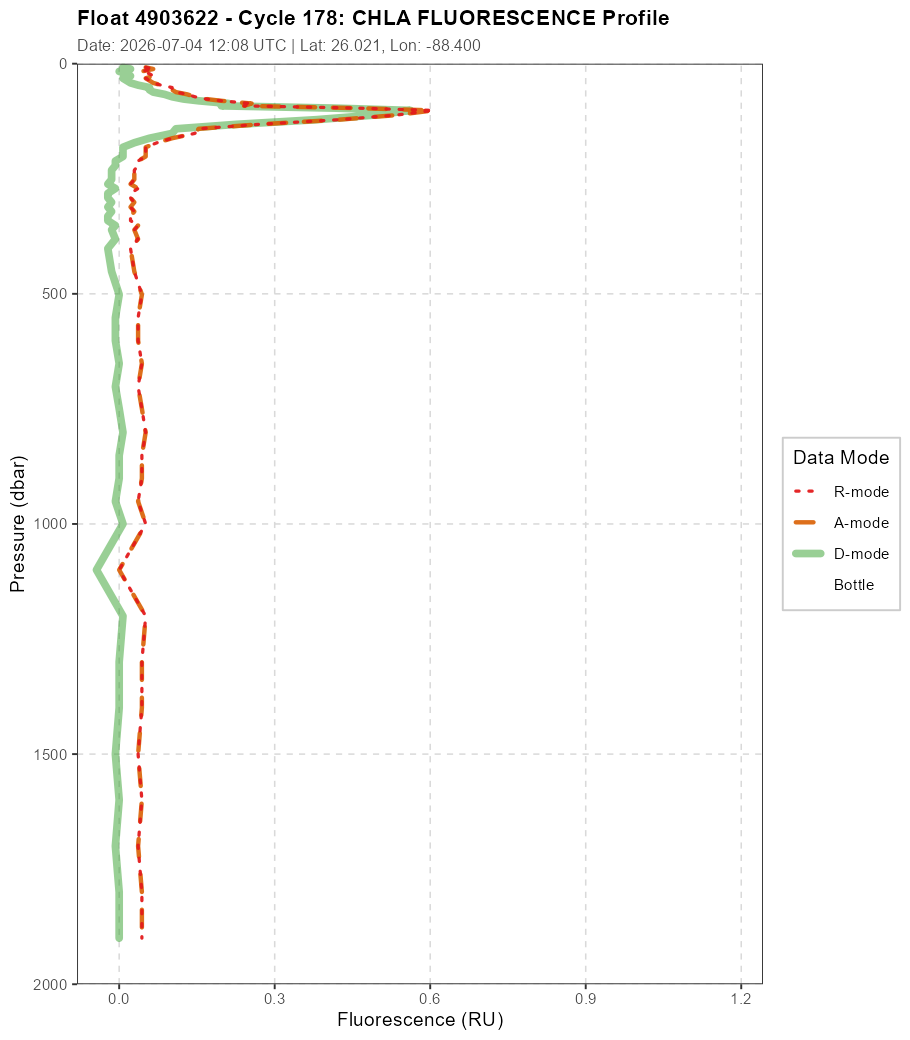 Float 4903622 - Cycle 178: CHLA FLUORESCENCE Profile
Date: 2026-07-04 12:08 UTC | Lat: 26.021, Lon: -88.400
0
500
1000
1500
2000
Pressure (dbar)
0.0 0.3 0.6 0.9 1.2
Fluorescence (RU)
Data Mode
R-mode
A-mode
D-mode
Bottle